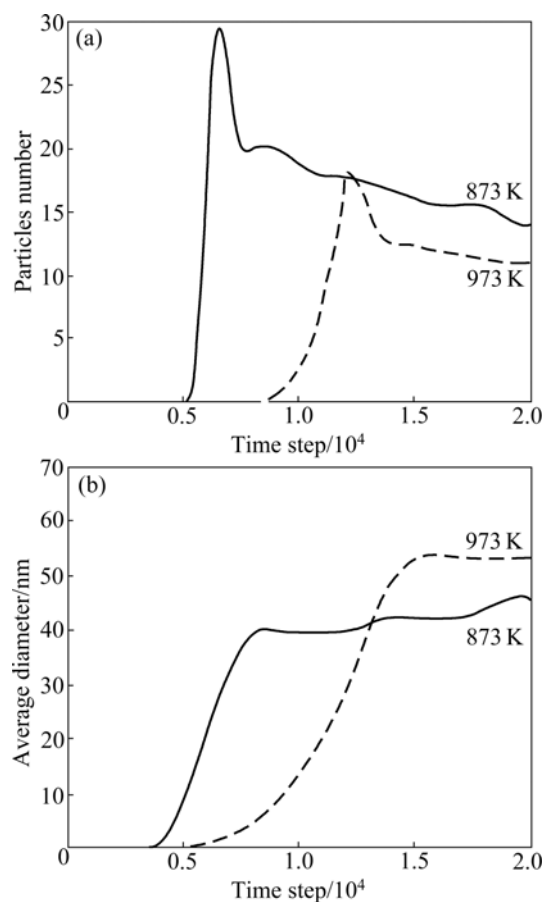 (a)
30
25
20
15
10
5
0
0.5
1.0
1.5
2.0
Particles number
873 K
973 K
Time step/10⁴
(b)
70
60
50
40
30
20
10
0
0.5
1.0
1.5
2.0
Average diameter/nm
973 K
873 K
Time step/10⁴